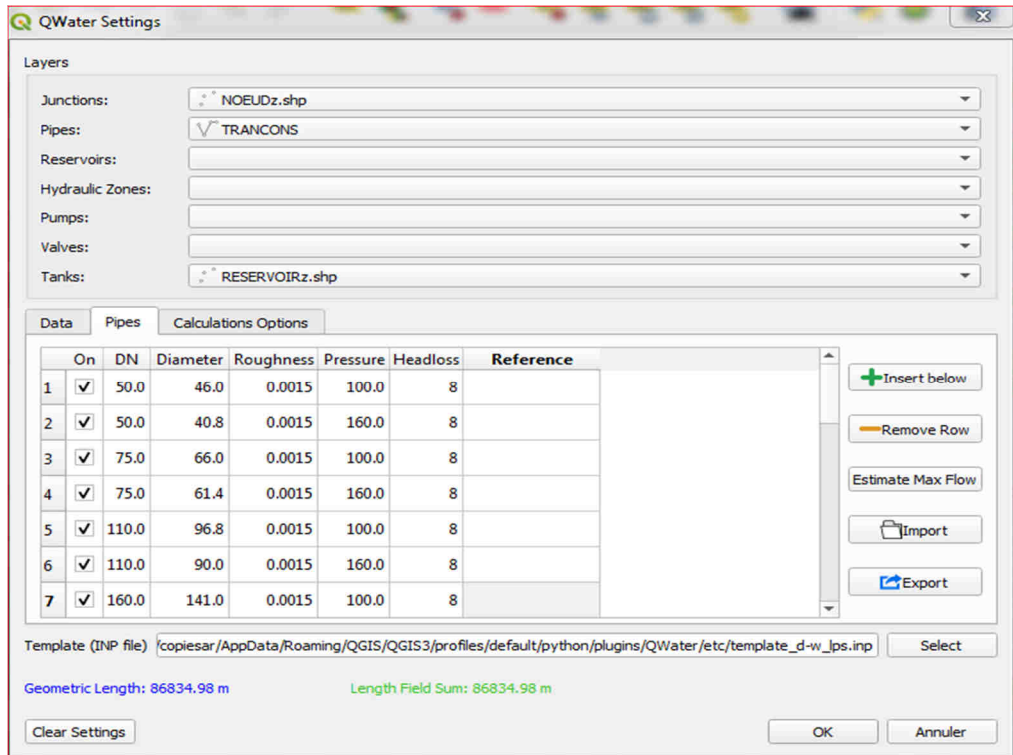 QWater Settings
Layers
Junctions: NOEUDz.shp
Pipes: TRANCONS
Reservoirs:
Hydraulic Zones:
Pumps:
Valves:
Tanks: RESERVOIRz.shp
Data Pipes Calculations Options
On DN Diameter Roughness Pressure Headloss Reference
1 50.0 46.0 0.0015 100.0 8
2 50.0 40.8 0.0015 160.0 8
3 75.0 66.0 0.0015 100.0 8
4 75.0 61.4 0.0015 160.0 8
5 110.0 96.8 0.0015 100.0 8
6 110.0 90.0 0.0015 160.0 8
7 160.0 141.0 0.0015 100.0 8
Insert below
Remove Row
Estimate Max Flow
Import
Export
Template (INP file) /copiesar/AppData/Roaming/QGIS/QGIS3/profiles/default/python/plugins/QWater/etc/template_d-w_lps.inp Select
Geometric Length: 86834.98 m Length Field Sum: 86834.98 m
Clear Settings OK Annuler